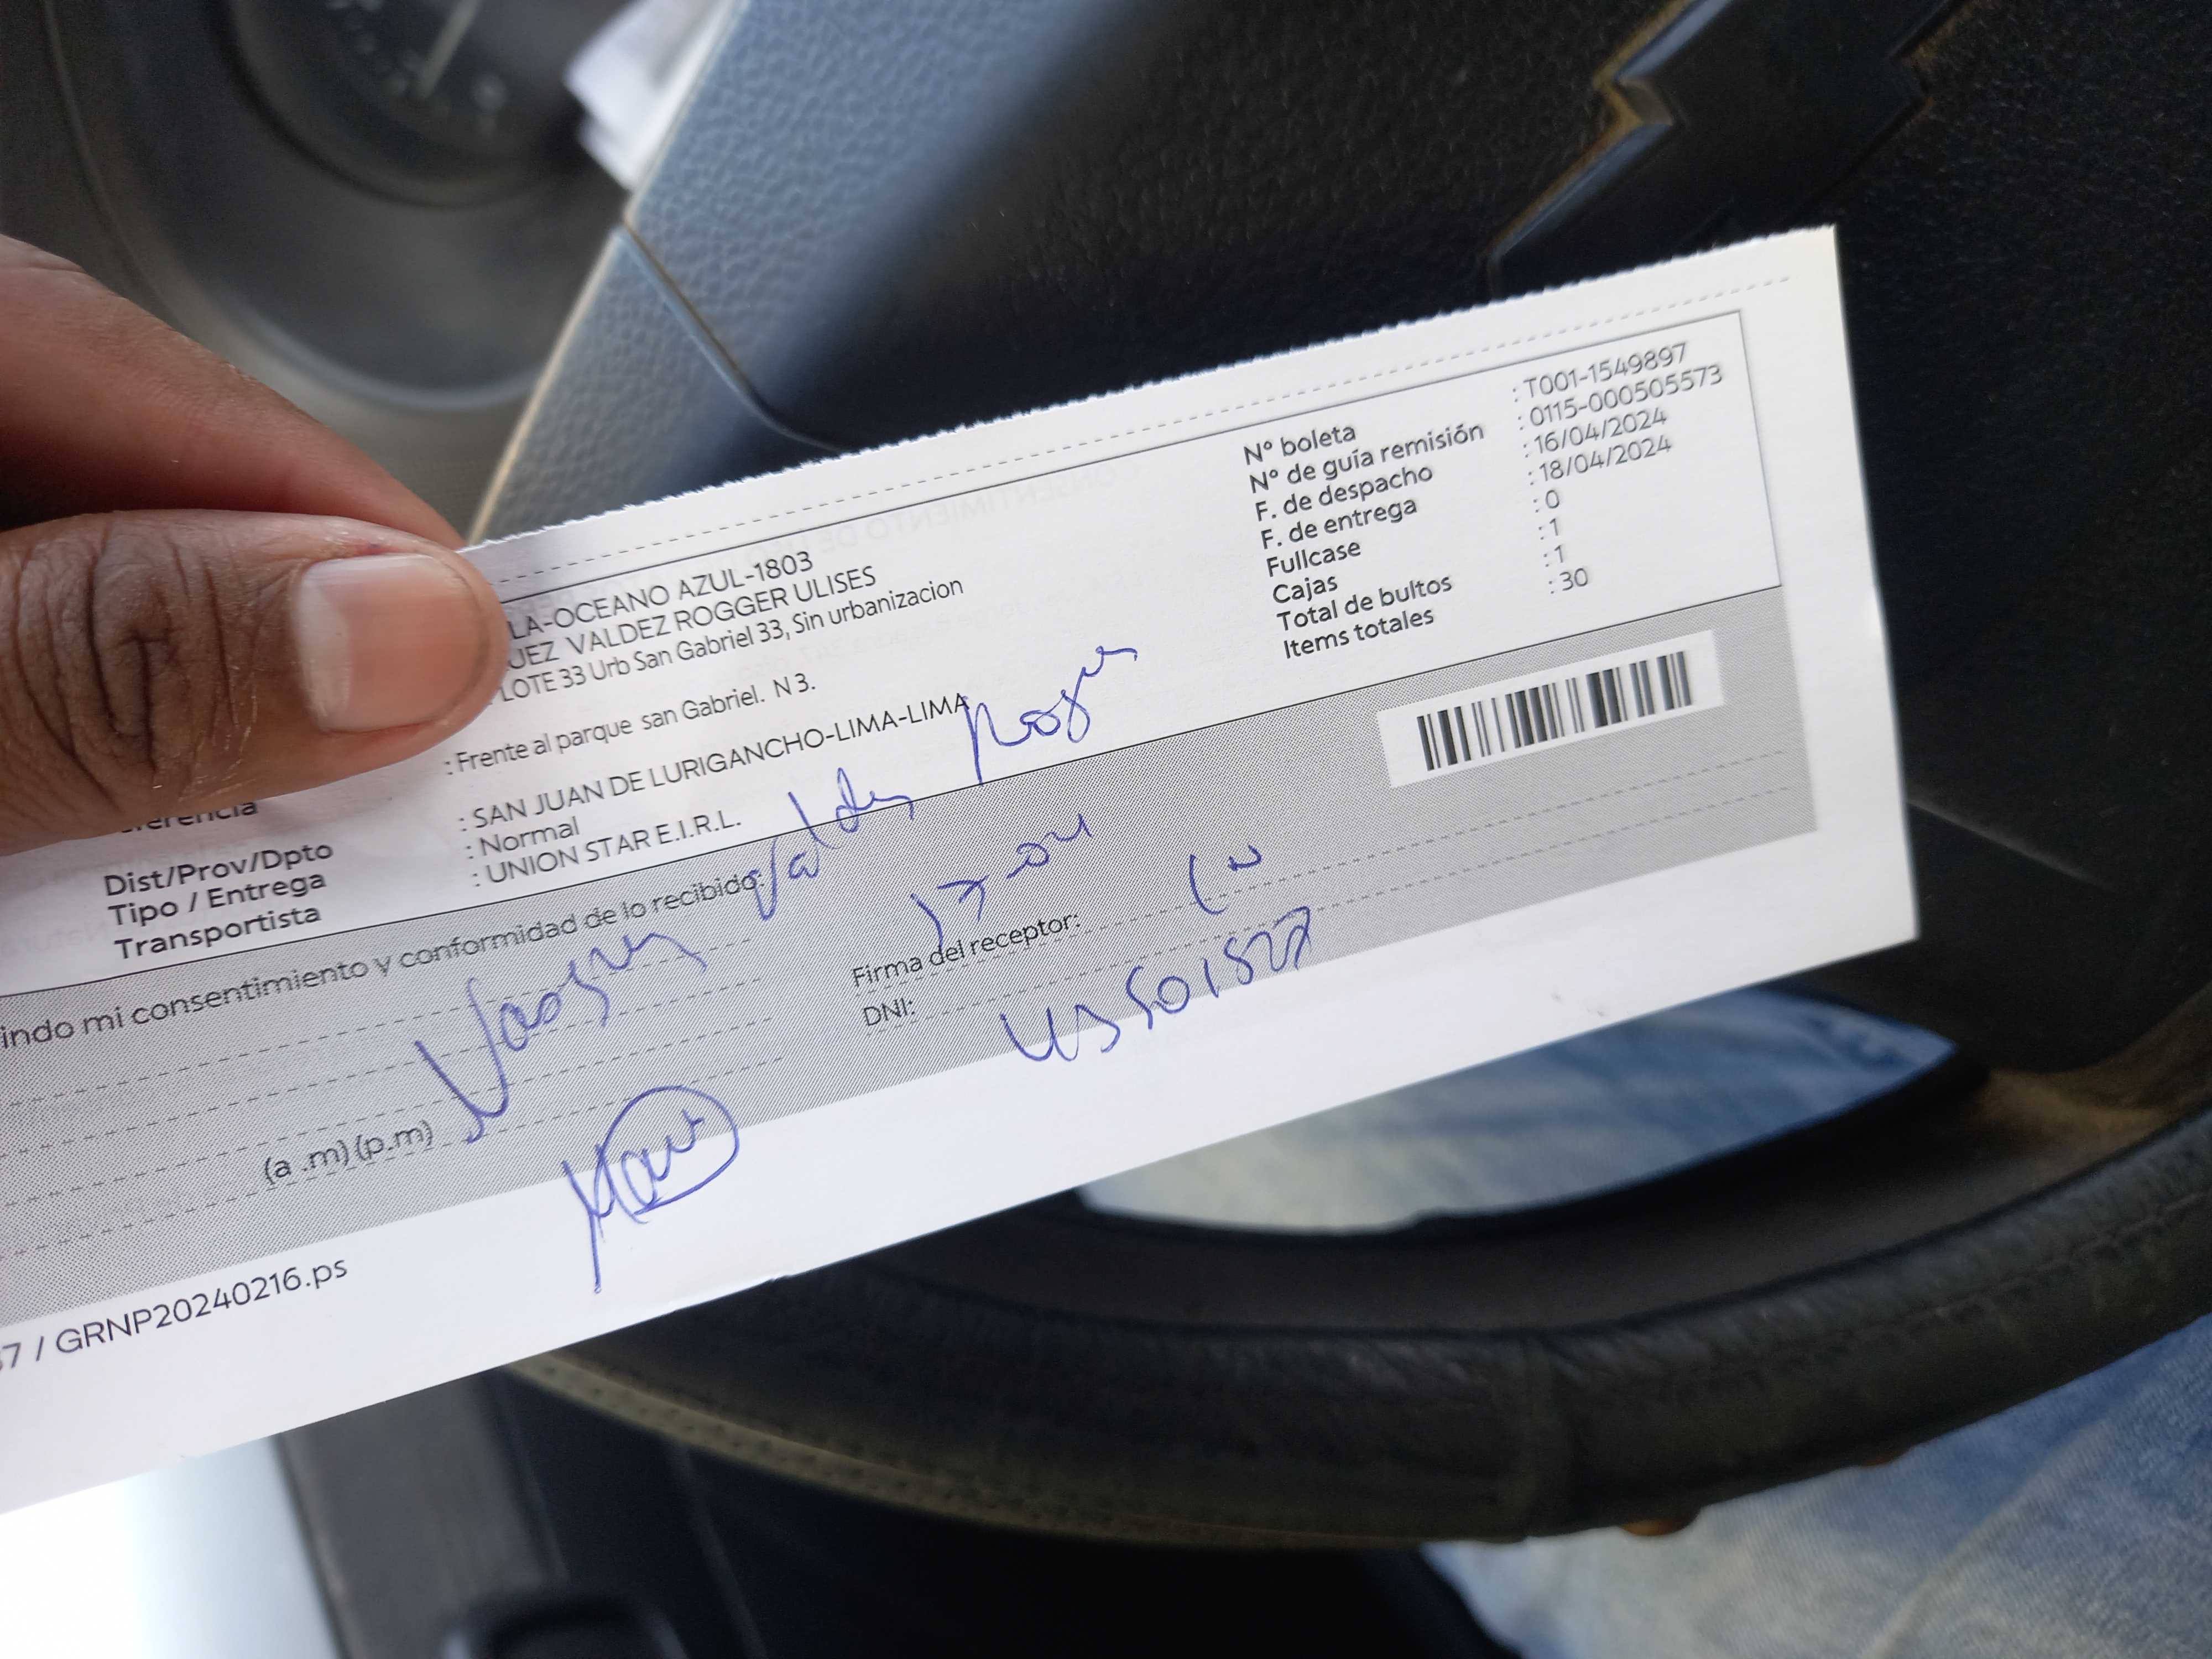 LA-OCEANO AZUL-1803
UEZ VALDEZ ROGGER ULISES
LOTE 33 Urb San Gabriel 33, Sin urbanizacion
: Frente al parque san Gabriel. N 3.
Dist/Prov/Dpto : SAN JUAN DE LURIGANCHO-LIMA-LIMA
Tipo / Entrega : Normal
Transportista : UNION STAR E.I.R.L.
Nº boleta : T001-1549897
Nº de guía remisión : 0115-000505573
F. de despacho : 16/04/2024
F. de entrega : 18/04/2024
Fullcase : 0
Cajas : 1
Total de bultos : 1
Items totales : 30
indo mi consentimiento y conformidad de lo recibido:
Firma del receptor:
DNI:
(a .m) (p.m)
7 / GRNP20240216.ps